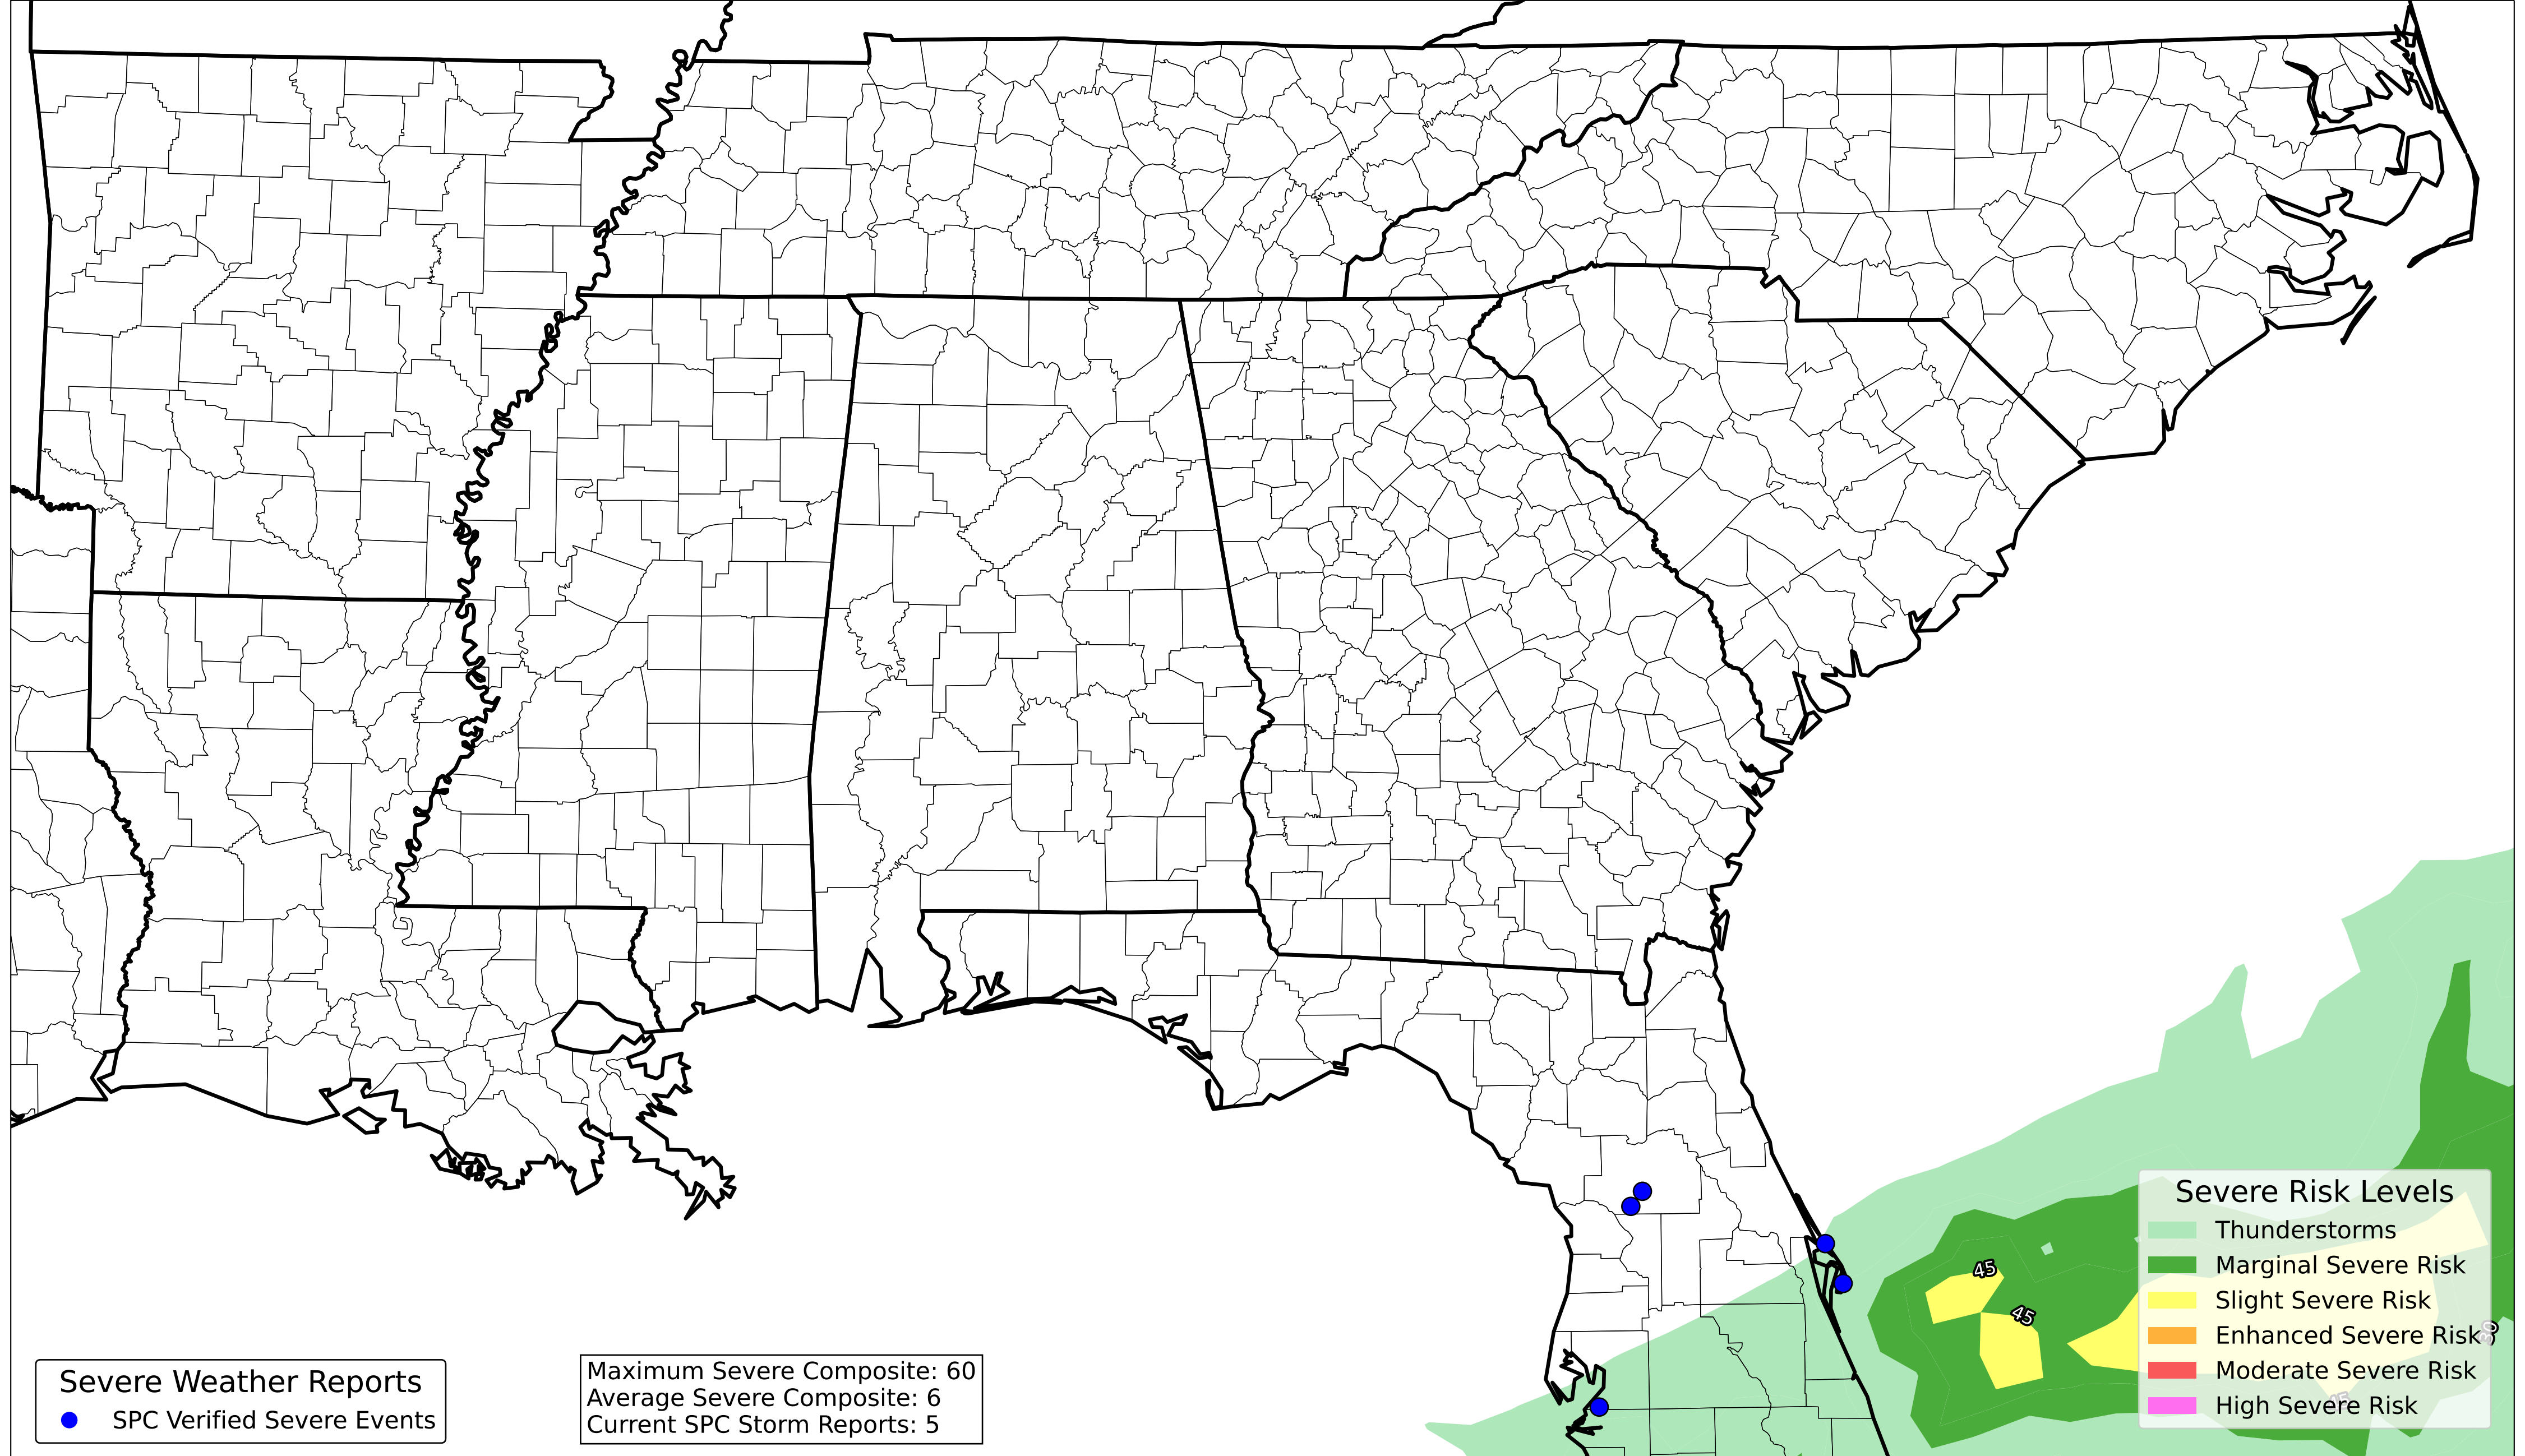 45
45
30
45
Severe Risk Levels
Thunderstorms
Marginal Severe Risk
Slight Severe Risk
Enhanced Severe Risk
Moderate Severe Risk
High Severe Risk
Severe Weather Reports
SPC Verified Severe Events
Maximum Severe Composite: 60
Average Severe Composite: 6
Current SPC Storm Reports: 5